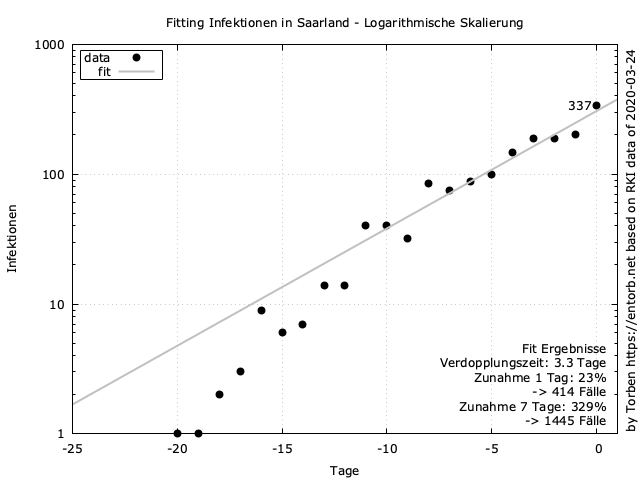 Fitting Infektionen in Saarland - Logarithmische Skalierung
data
fit
1000
100
10
1
Infektionen
337
Fit Ergebnisse
Verdopplungszeit: 3.3 Tage
Zunahme 1 Tag: 23%
-> 414 Fälle
Zunahme 7 Tage: 329%
-> 1445 Fälle
-25 -20 -15 -10 -5 0
Tage
by Torben https://entorb.net based on RKI data of 2020-03-24